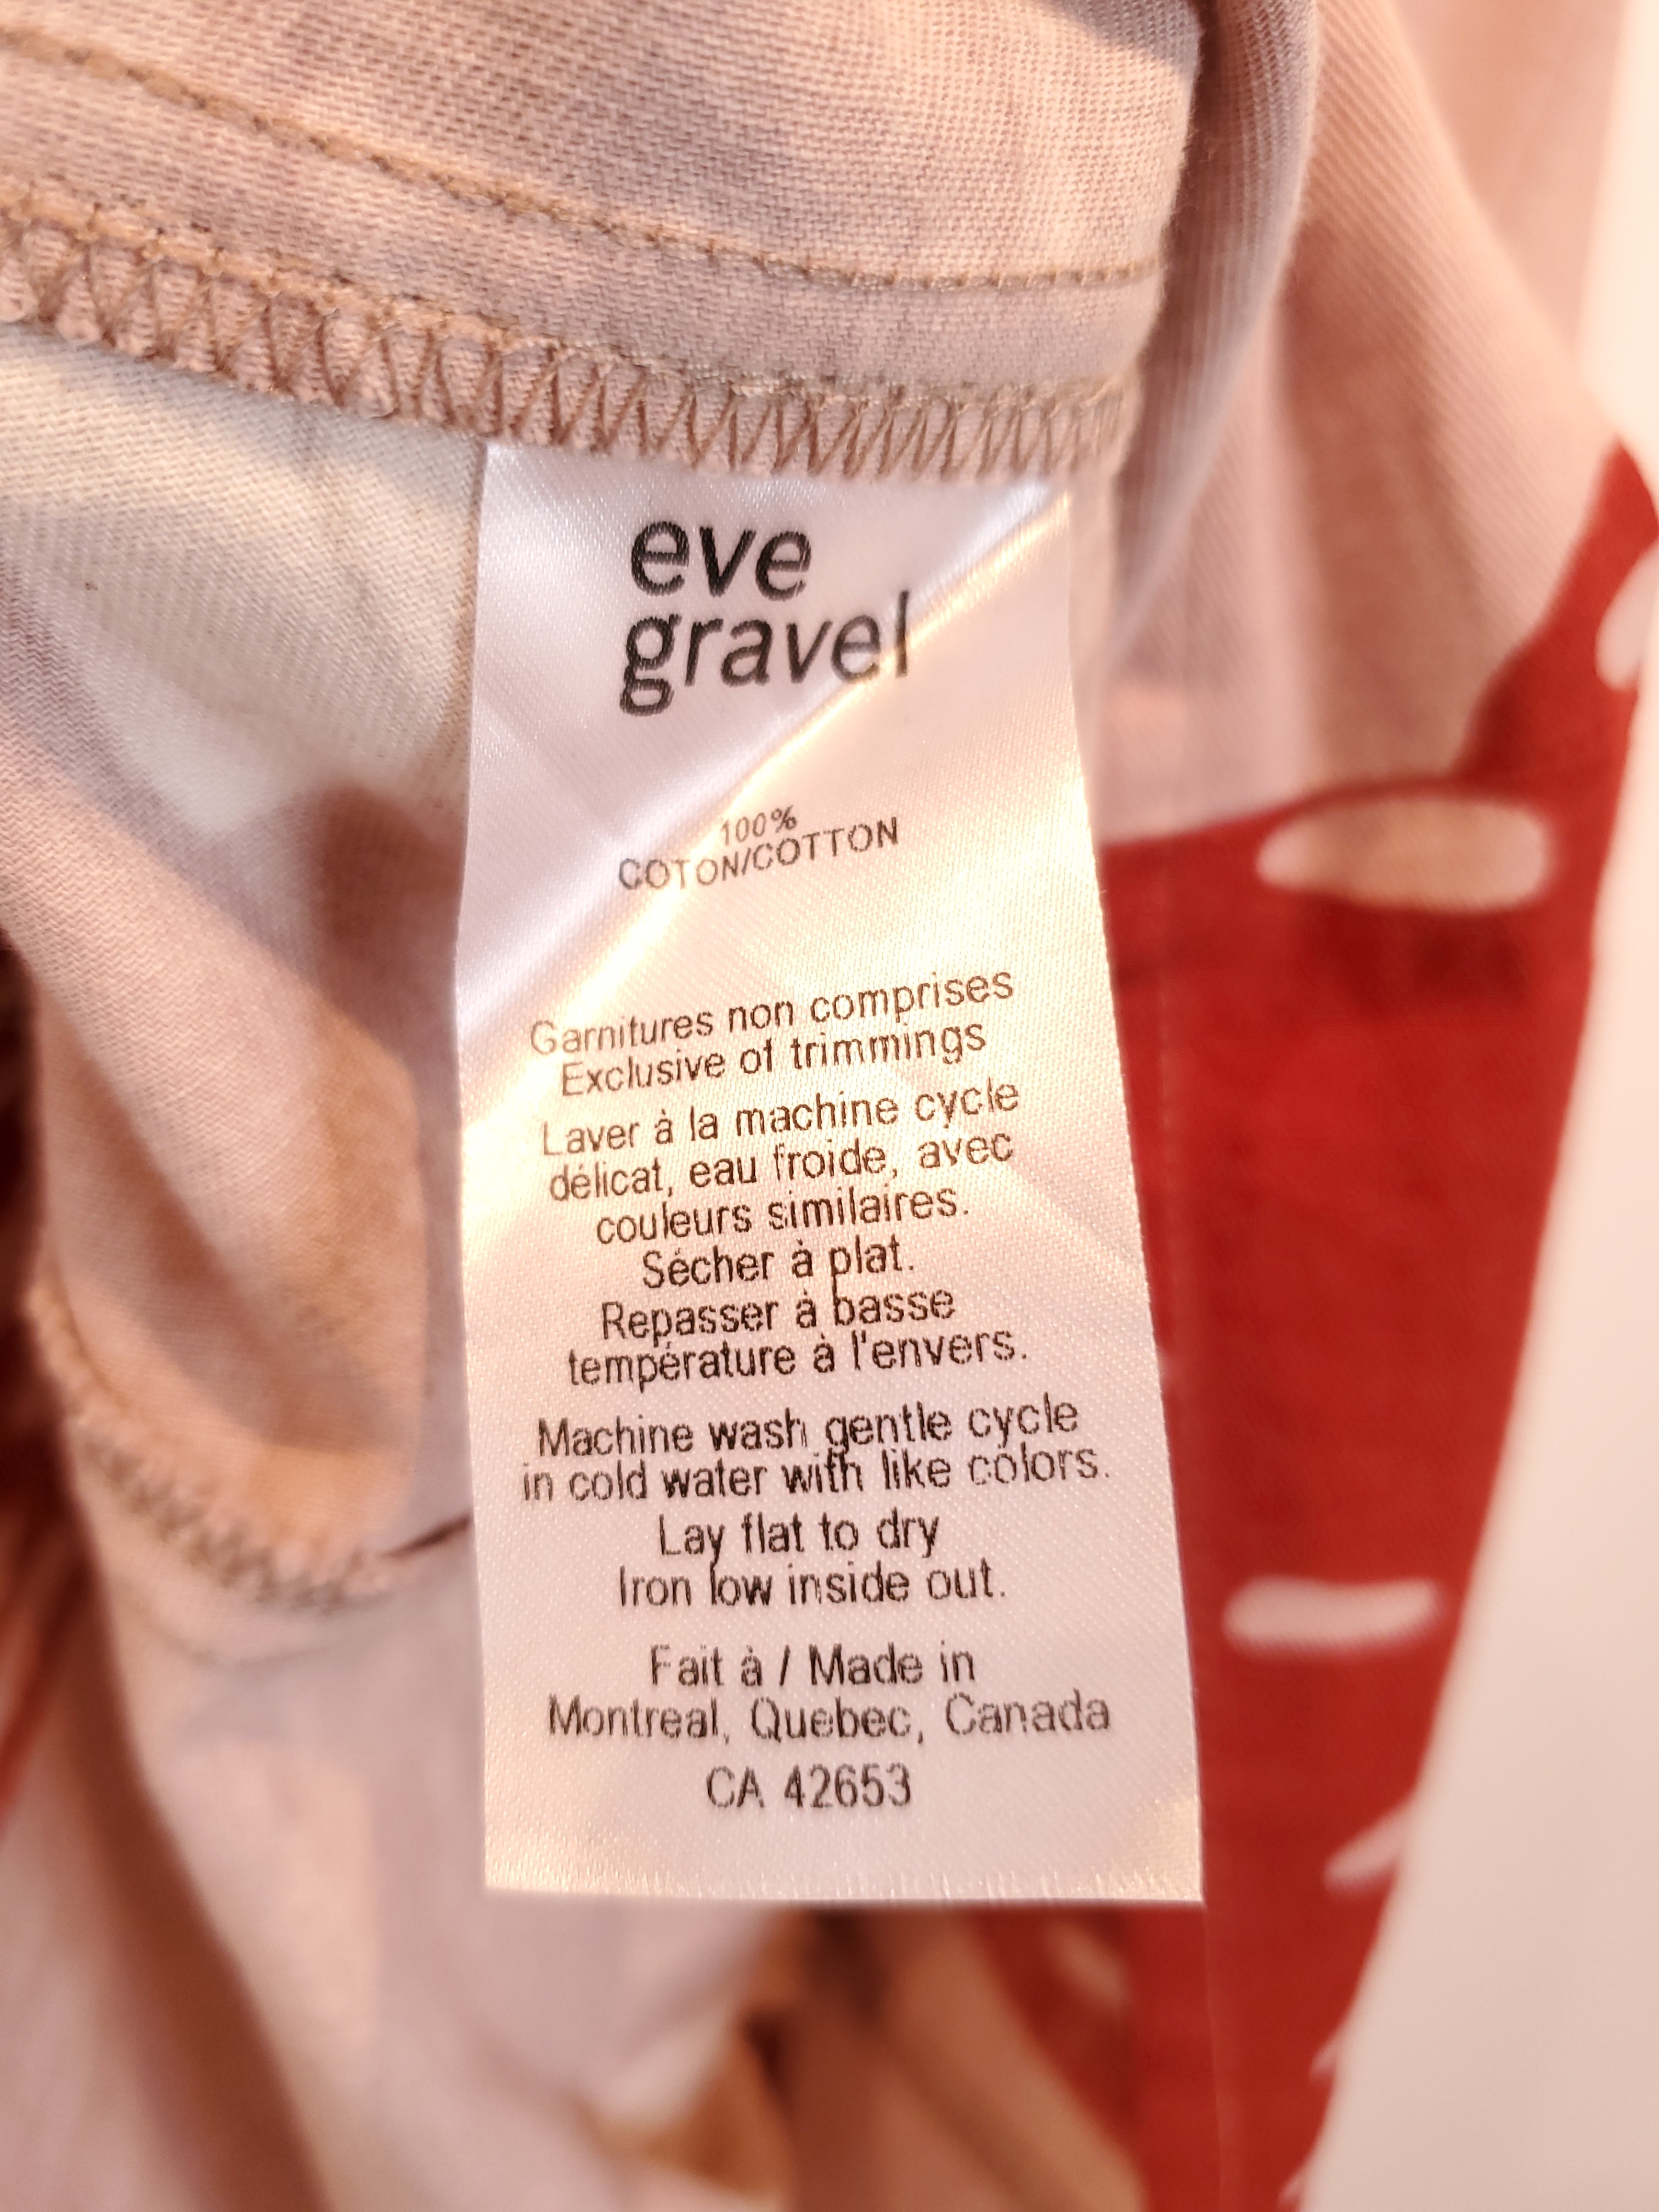 eve
gravel
100%
COTON/COTTON
Garnitures non comprises
Exclusive of trimmings
Laver à la machine cycle
délicat, eau froide, avec
couleurs similaires.
Sécher à plat.
Repasser à basse
température à l'envers.
Machine wash gentle cycle
in cold water with like colors.
Lay flat to dry
Iron low inside out.
Fait à / Made in
Montreal, Quebec, Canada
CA 42653